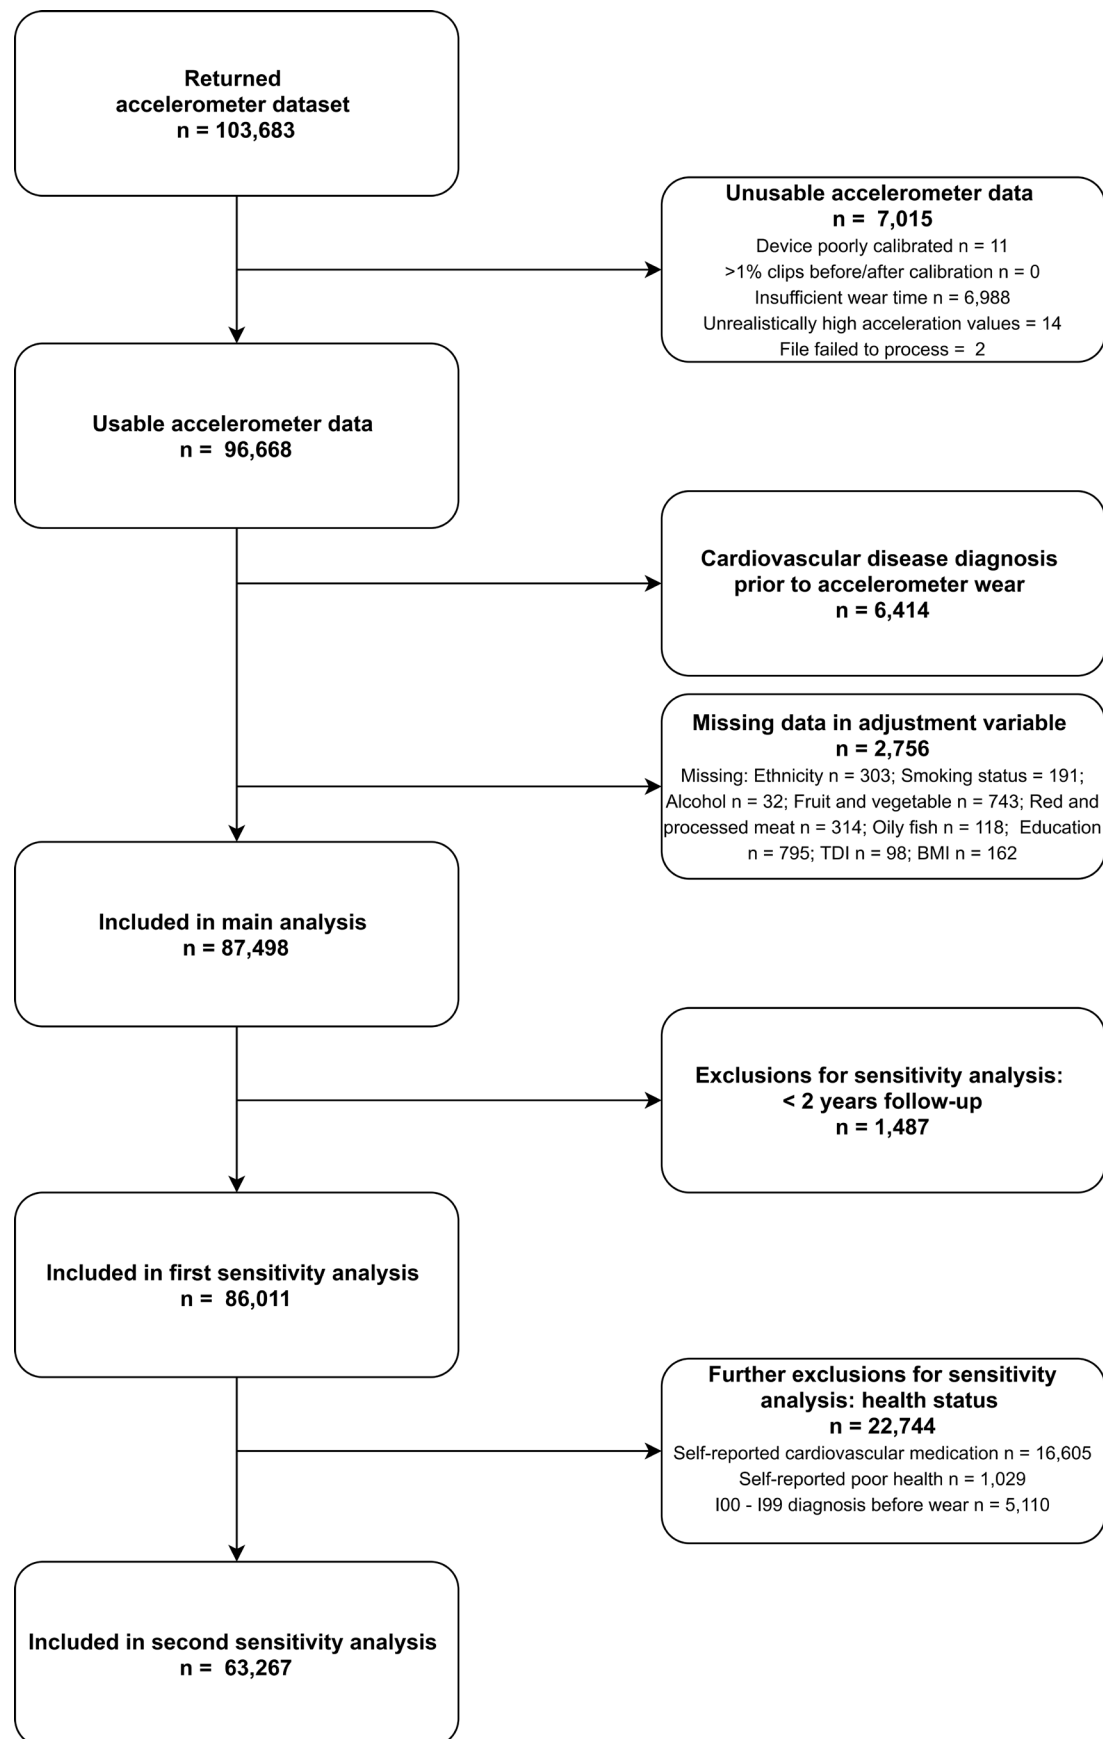 Returned
accelerometer dataset
n = 103,683
Unusable accelerometer data
n = 7,015
Device poorly calibrated n = 11
>1% clips before/after calibration n = 0
Insufficient wear time n = 6,988
Unrealistically high acceleration values = 14
File failed to process = 2
Usable accelerometer data
n = 96,668
Cardiovascular disease diagnosis
prior to accelerometer wear
n = 6,414
Missing data in adjustment variable
n = 2,756
Missing: Ethnicity n = 303; Smoking status = 191;
Alcohol n = 32; Fruit and vegetable n = 743; Red and
processed meat n = 314; Oily fish n = 118; Education
n = 795; TDI n = 98; BMI n = 162
Included in main analysis
n = 87,498
Exclusions for sensitivity analysis:
< 2 years follow-up
n = 1,487
Included in first sensitivity analysis
n = 86,011
Further exclusions for sensitivity
analysis: health status
n = 22,744
Self-reported cardiovascular medication n = 16,605
Self-reported poor health n = 1,029
I00 - I99 diagnosis before wear n = 5,110
Included in second sensitivity analysis
n = 63,267